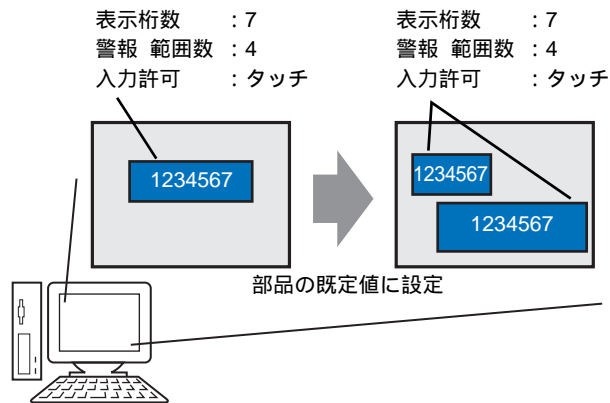 表示桁数　：7
警報 範囲数：4
入力許可　：タッチ
表示桁数　：7
警報 範囲数：4
入力許可　：タッチ
1234567
1234567
1234567
部品の既定値に設定